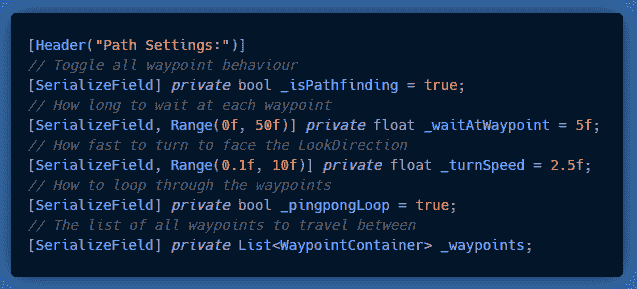 [Header("Path Settings:")]
// Toggle all waypoint behaviour
[SerializeField] private bool _isPathfinding = true;
// How long to wait at each waypoint
[SerializeField, Range(0f, 50f)] private float _waitAtWaypoint = 5f;
// How fast to turn to face the LookDirection
[SerializeField, Range(0.1f, 10f)] private float _turnSpeed = 2.5f;
// How to loop through the waypoints
[SerializeField] private bool _pingpongLoop = true;
// The list of all waypoints to travel between
[SerializeField] private List<WaypointContainer> _waypoints;